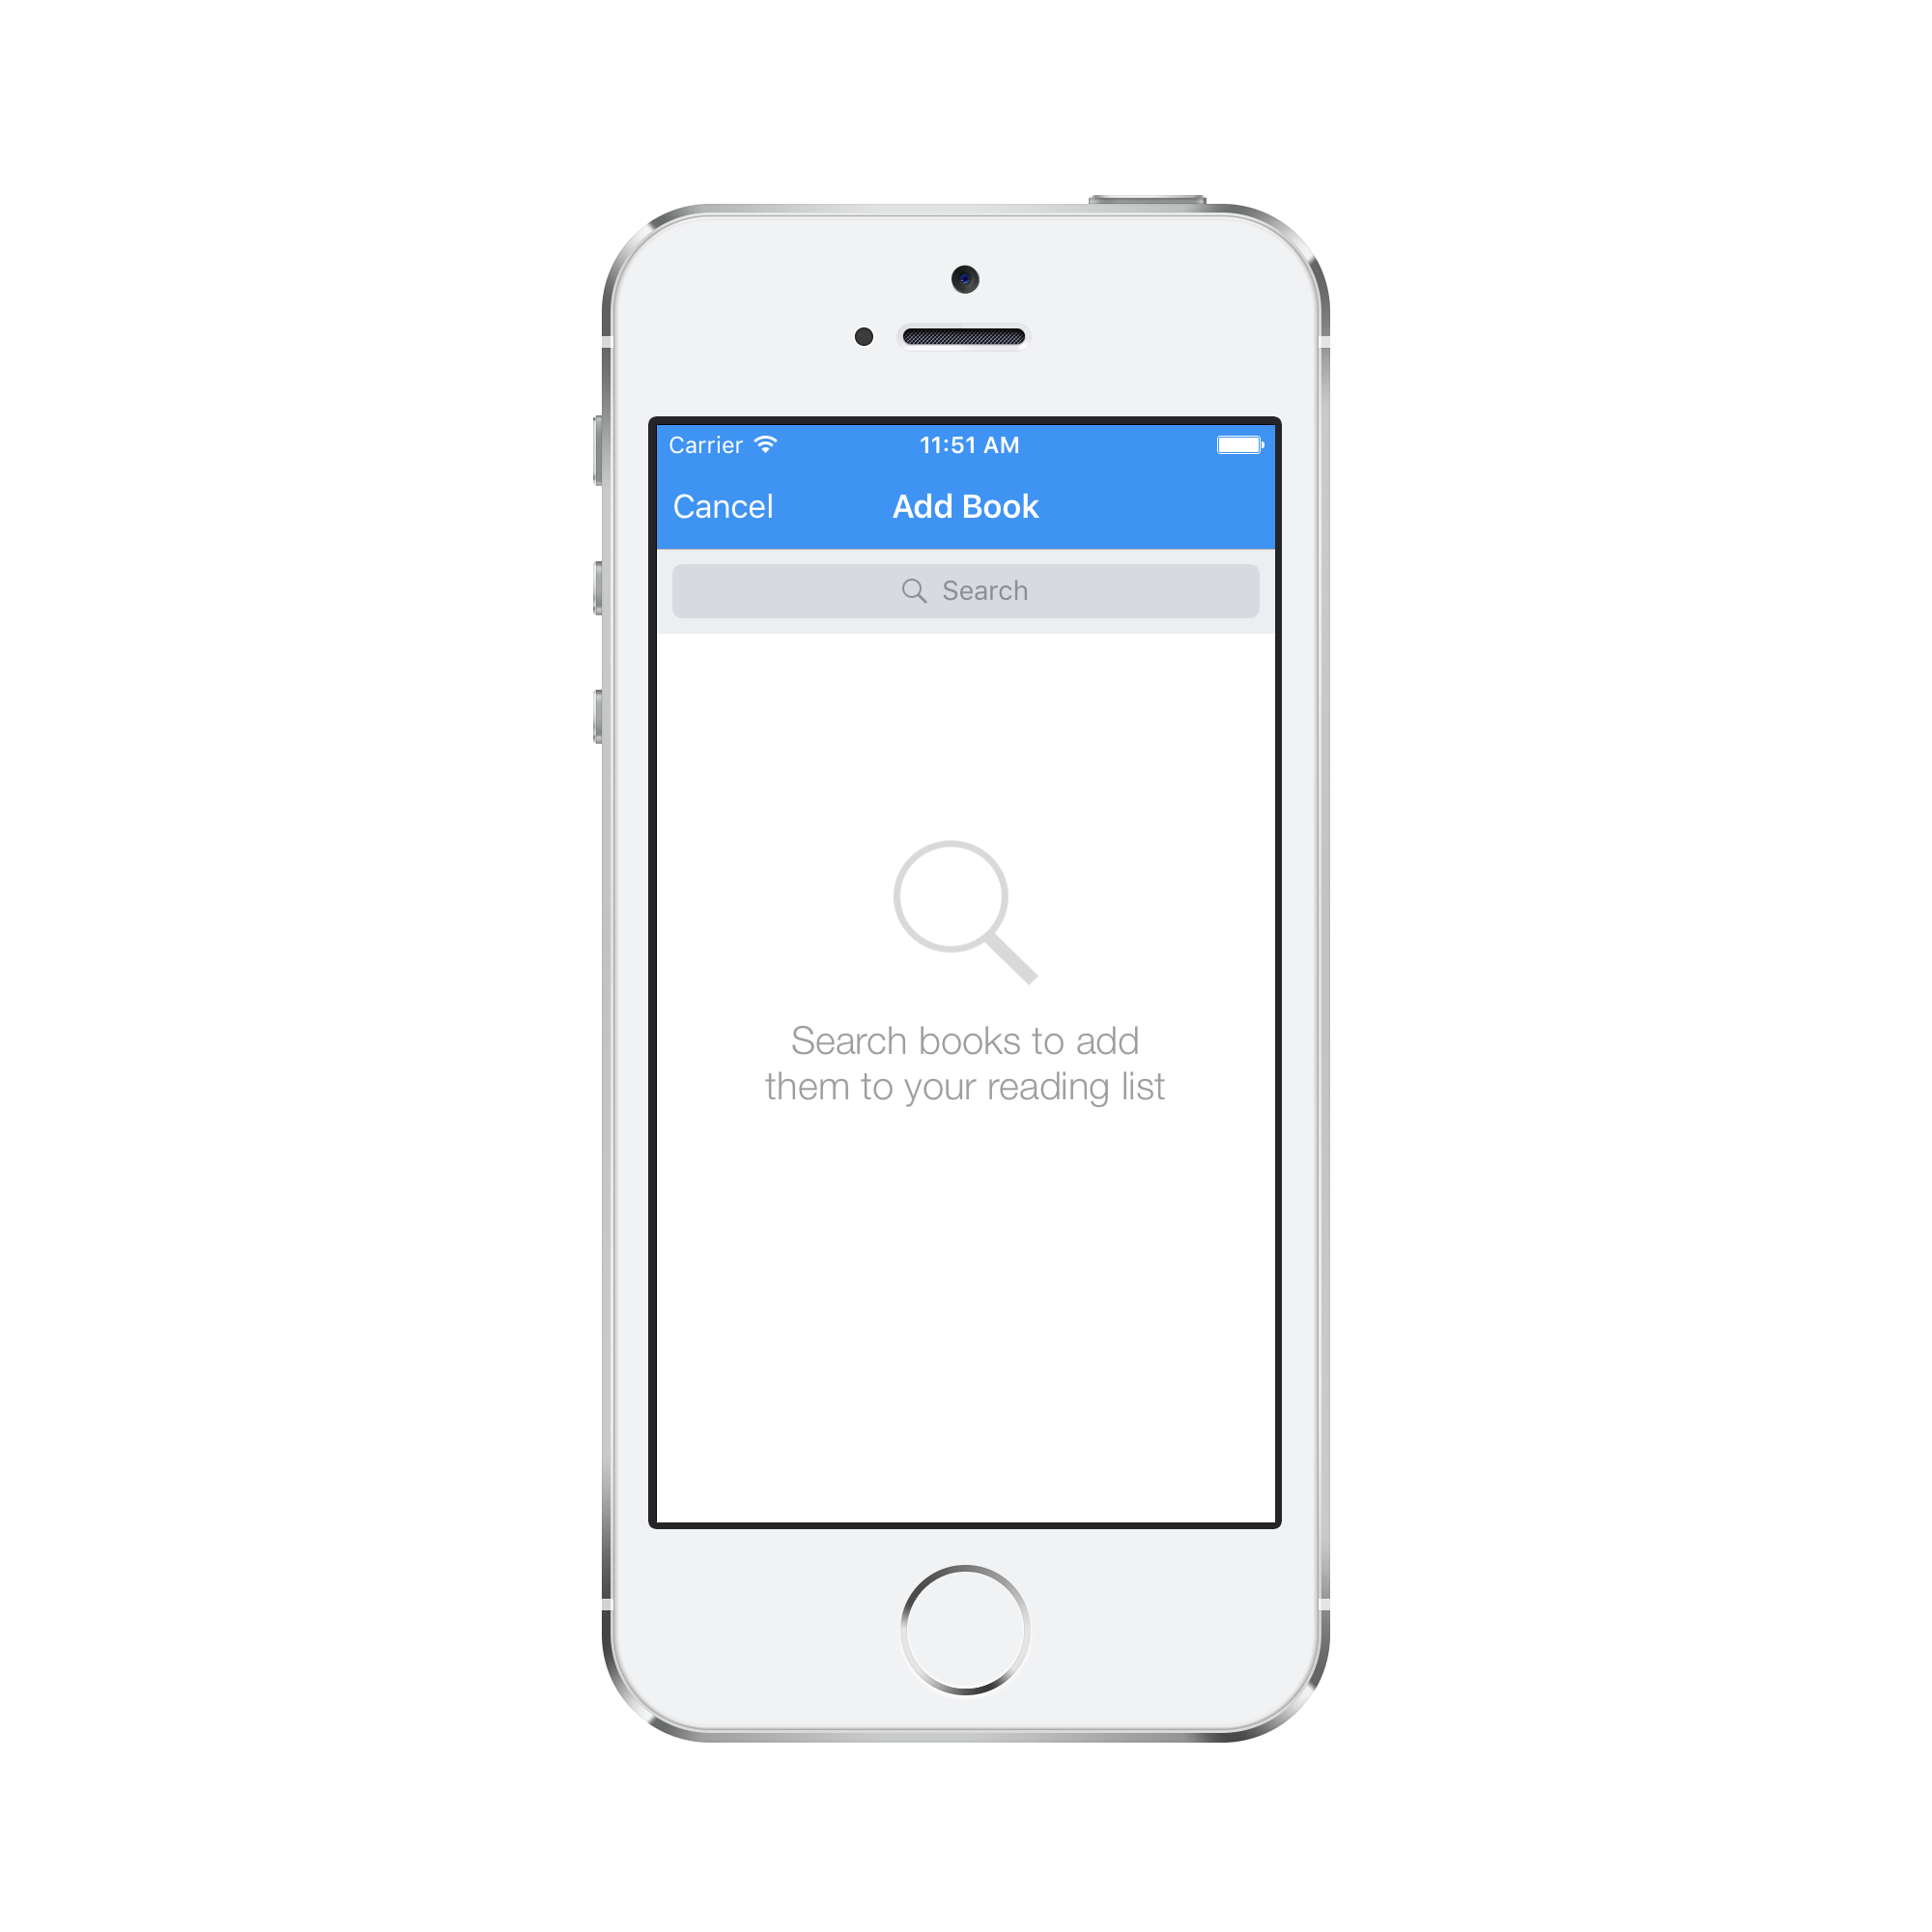 Carrier 11:51 AM
Cancel Add Book
Search
Search books to add
them to your reading list